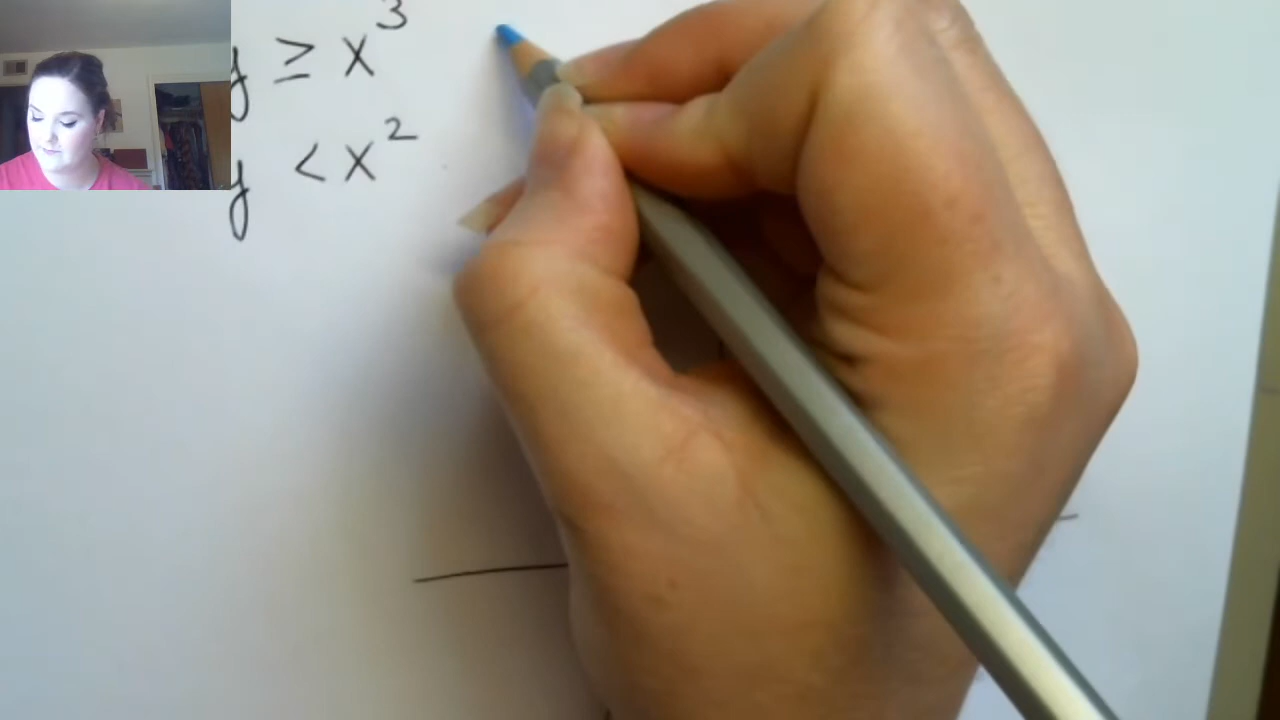 y ≥ x³
y < x²